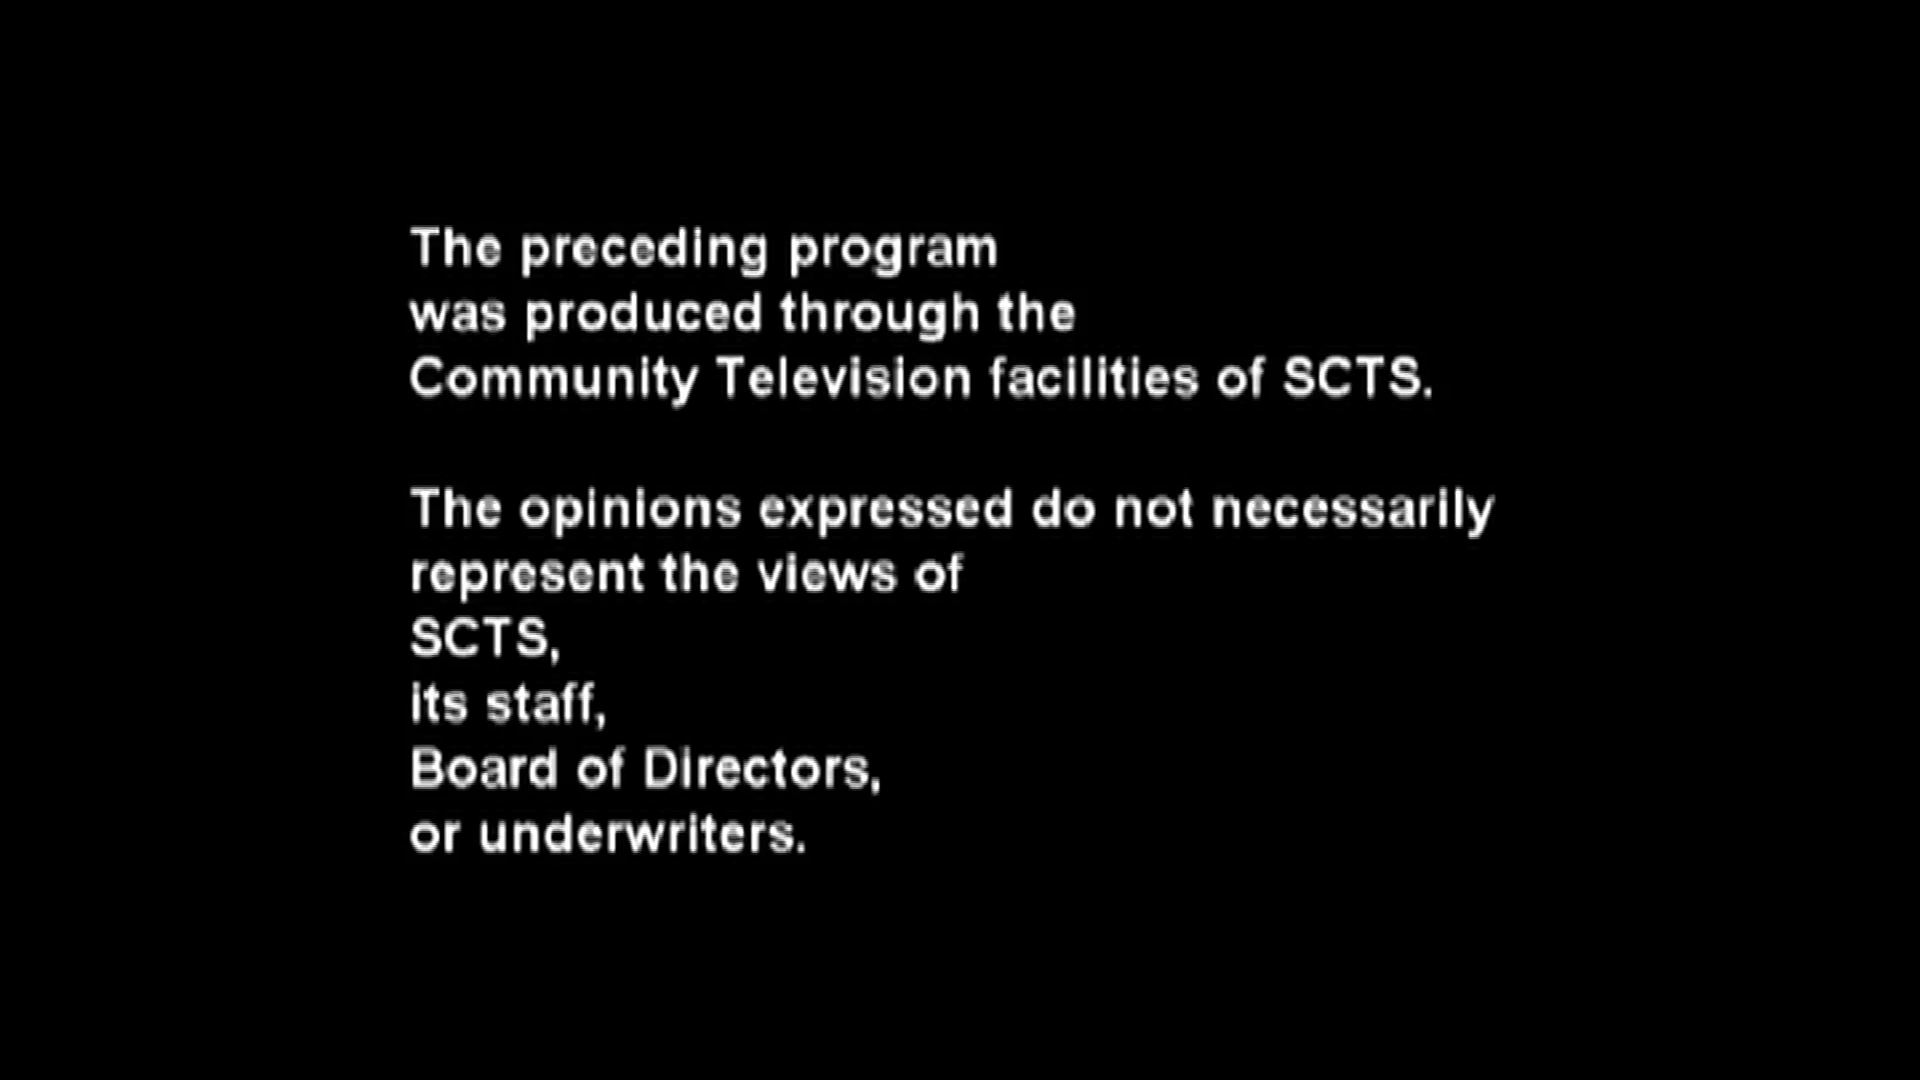 The preceding program
was produced through the
Community Television facilities of SCTS.
The opinions expressed do not necessarily
represent the views of
SCTS,
its staff,
Board of Directors,
or underwriters.